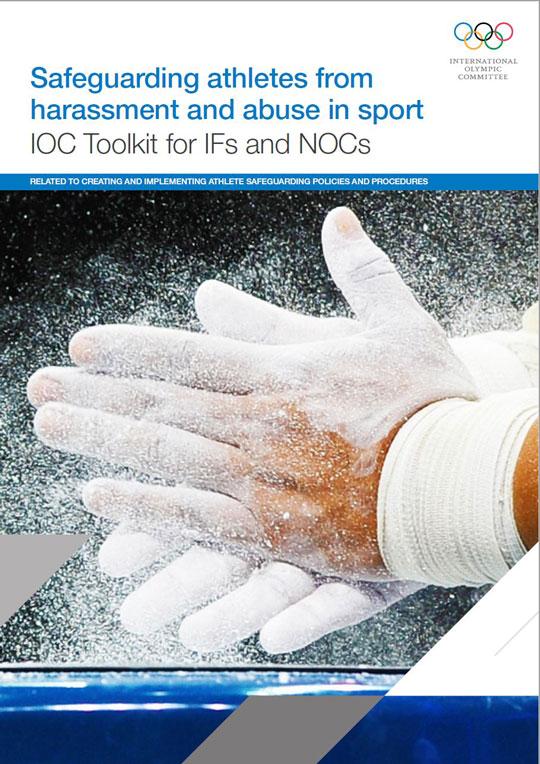 INTERNATIONAL
OLYMPIC
COMMITTEE
Safeguarding athletes from
harassment and abuse in sport
IOC Toolkit for IFs and NOCs
RELATED TO CREATING AND IMPLEMENTING ATHLETE SAFEGUARDING POLICIES AND PROCEDURES